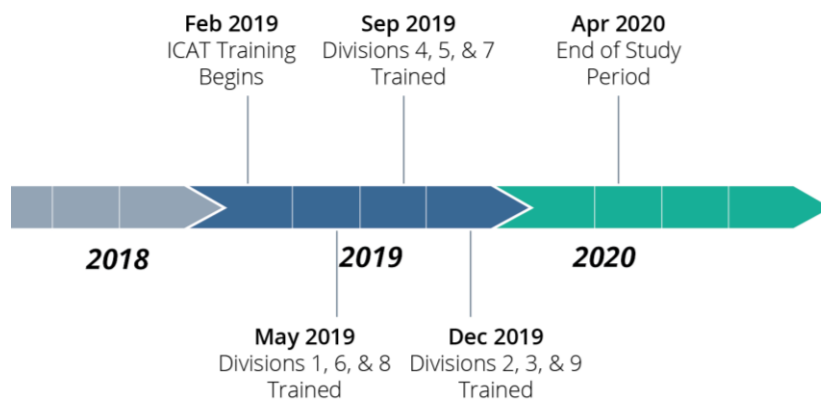 Feb 2019
ICAT Training
Begins
Sep 2019
Divisions 4, 5, & 7
Trained
Apr 2020
End of Study
Period
2018
2019
2020
May 2019
Divisions 1, 6, & 8
Trained
Dec 2019
Divisions 2, 3, & 9
Trained